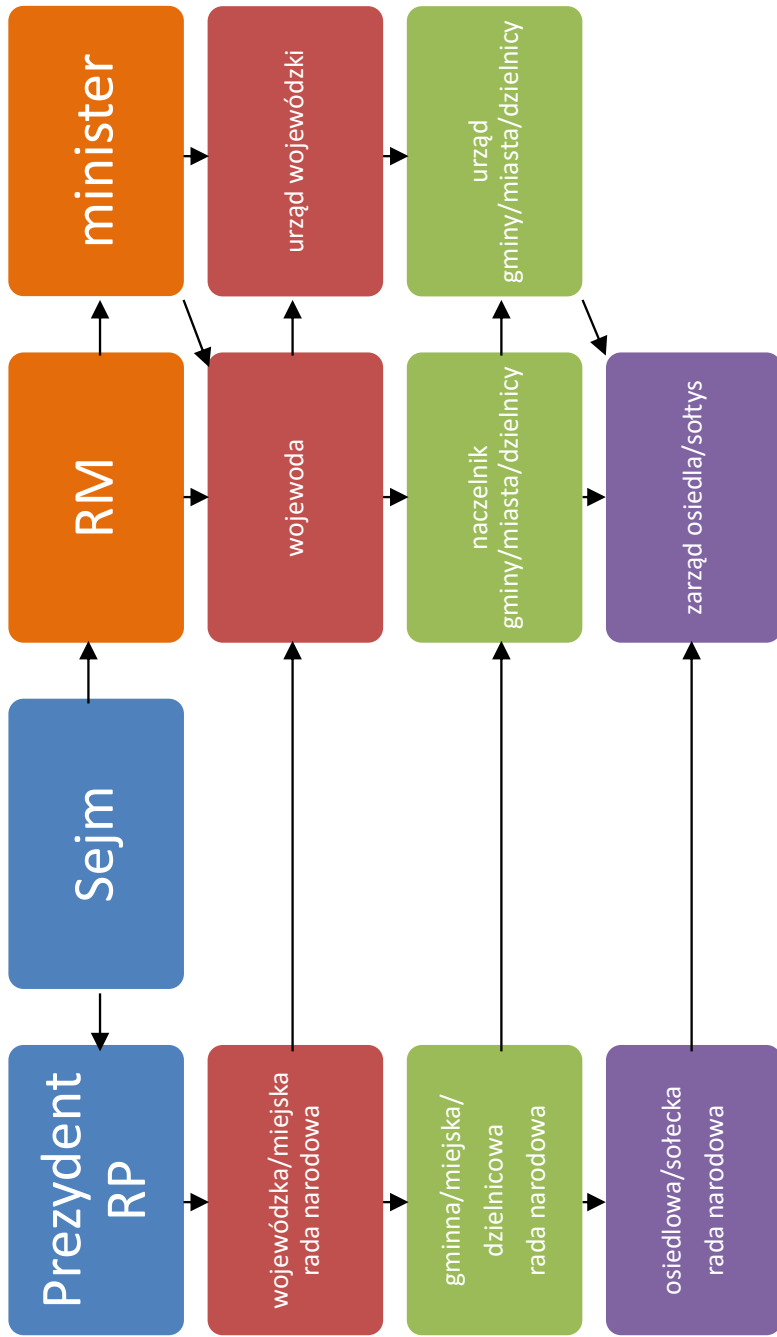 Prezydent
RP
Sejm
RM
minister
wojewódzka/miejska
rada narodowa
wojewoda
urząd wojewódzki
gminna/miejska/
dzielnicowa
rada narodowa
naczelnik
gminy/miasta/dzielnicy
urząd
gminy/miasta/dzielnicy
osiedlowa/sołecka
rada narodowa
zarząd osiedla/sołtys